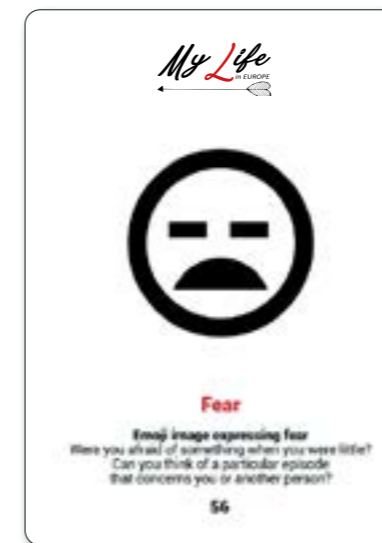 My Life
in EUROPE
Fear
Emoji image expressing fear
Were you afraid of something when you were little?
Can you think of a particular episode
that concerns you or another person?
56